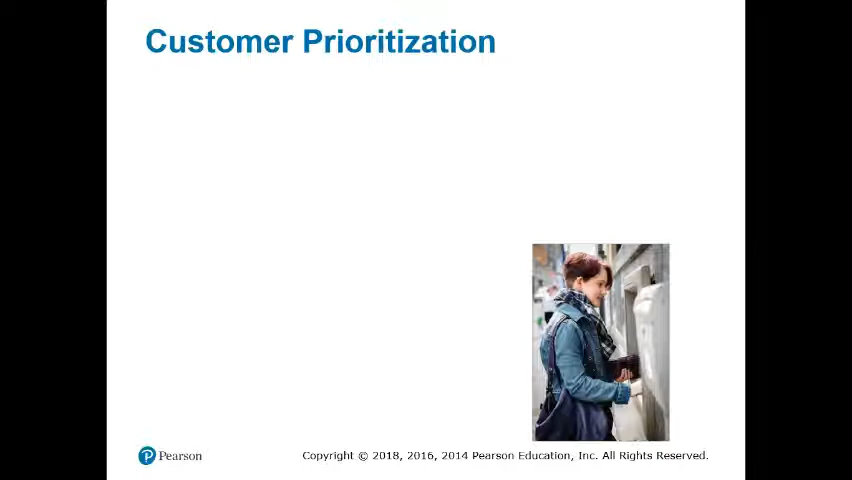 Customer Prioritization
Pearson
Copyright © 2018, 2016, 2014 Pearson Education, Inc. All Rights Reserved.